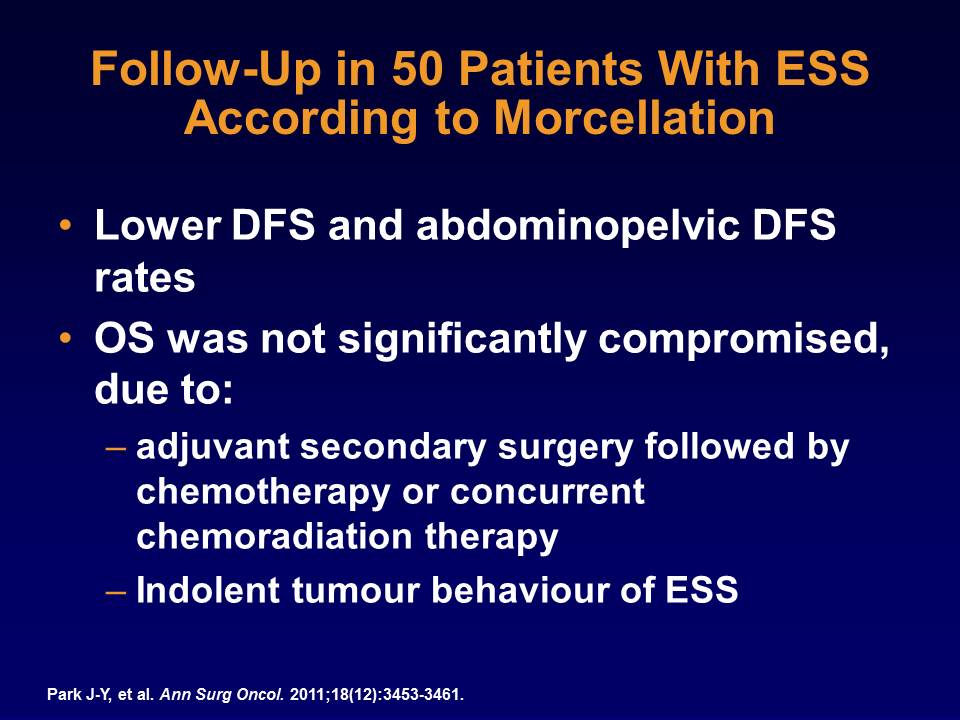 Follow-Up in 50 Patients With ESS
According to Morcellation
• Lower DFS and abdominopelvic DFS
rates
• OS was not significantly compromised,
due to:
– adjuvant secondary surgery followed by
chemotherapy or concurrent
chemoradiation therapy
– Indolent tumour behaviour of ESS
Park J-Y, et al. Ann Surg Oncol. 2011;18(12):3453-3461.